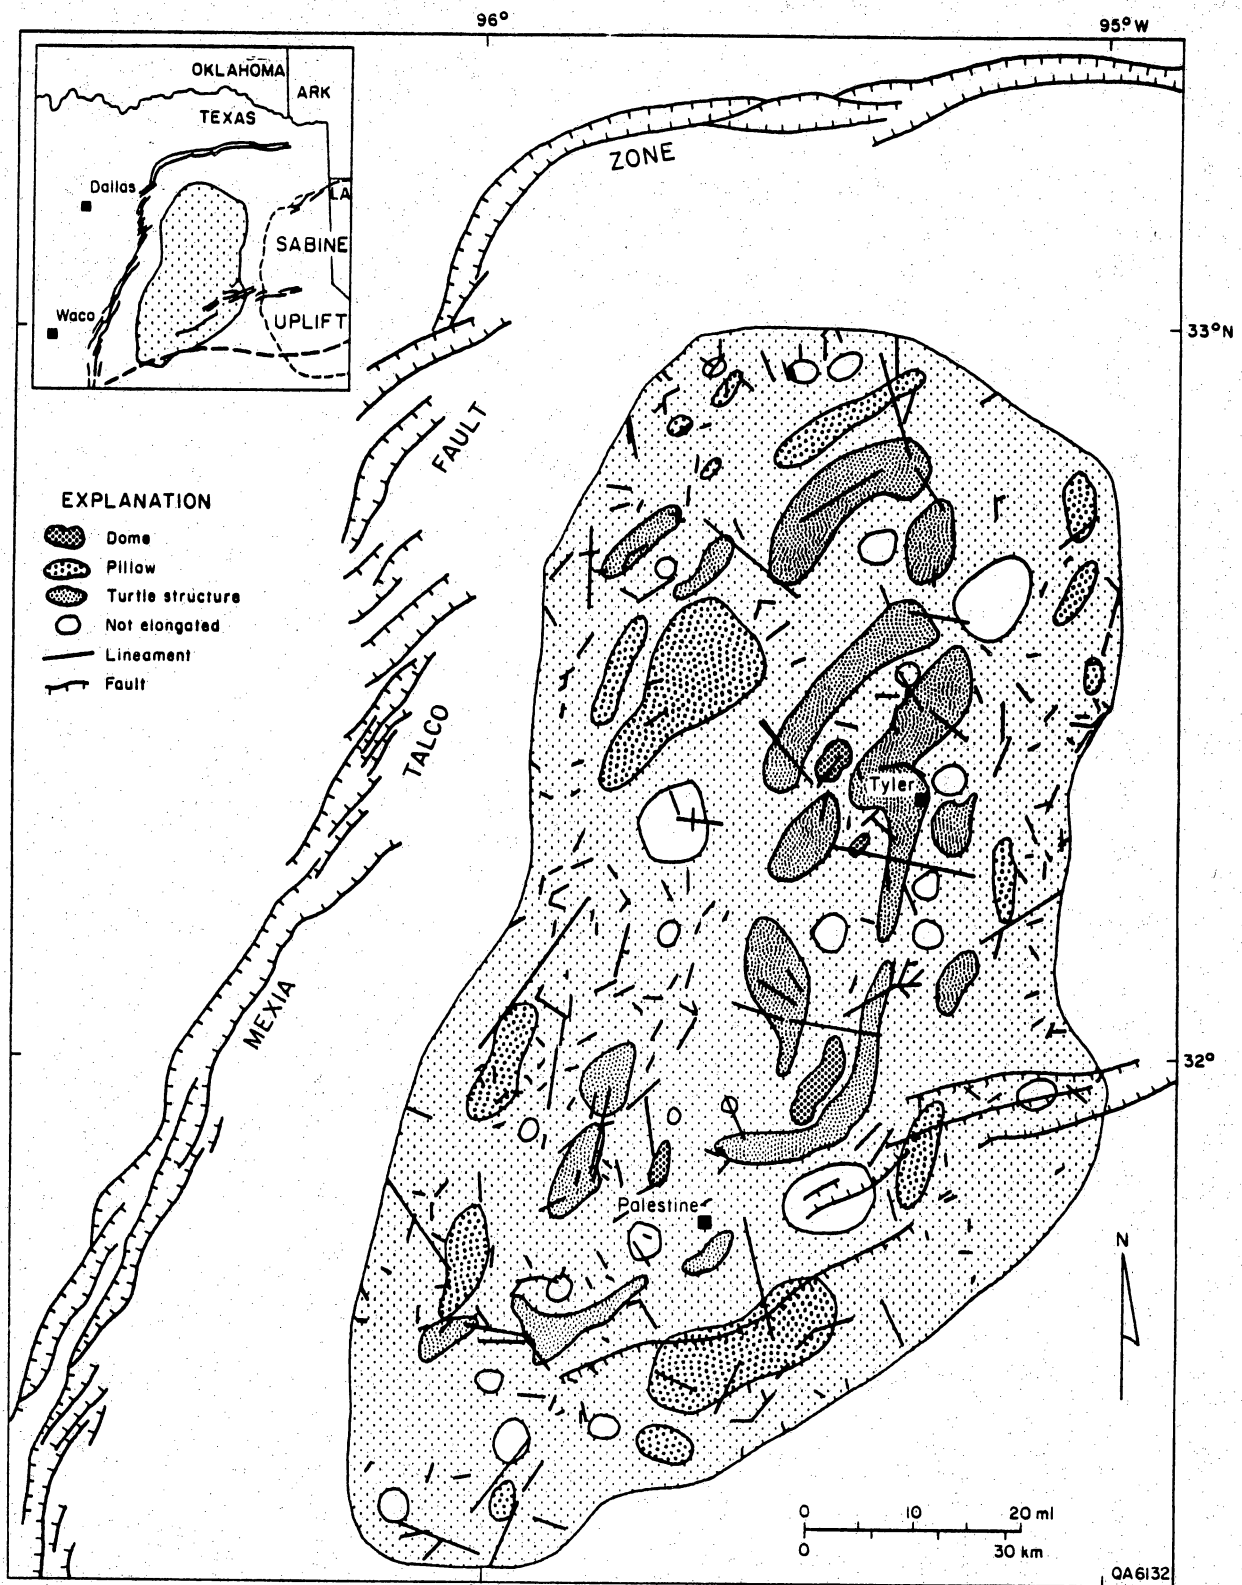 96°
95° W
OKLAHOMA
ARK
TEXAS
Dallas
LA
SABINE
Waco
UPLIFT
ZONE
33° N
FAULT
EXPLANATION
Dome
Pillow
Turtle structure
Not elongated
Lineament
Fault
TALCO
Tyler
MEXIA
32°
Palestine
N
0 10 20 mi
0 30 km
QA6132